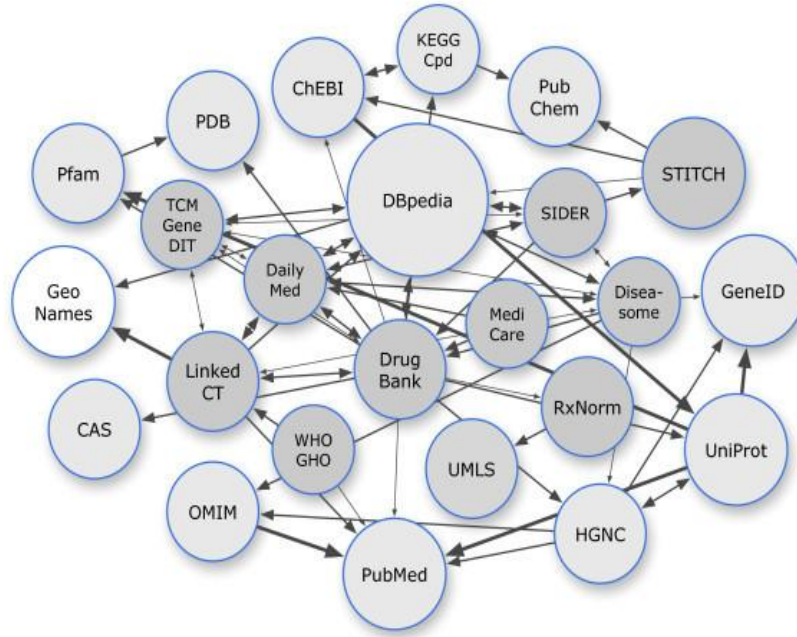 KEGG
Cpd
ChEBI
Pub
Chem
PDB
Pfam
STITCH
TCM
Gene
DIT
DBpedia
SIDER
Daily
Med
Geo
Names
Disea-
some
GeneID
Medi
Care
Linked
CT
Drug
Bank
RxNorm
CAS
WHO
GHO
UMLS
UniProt
OMIM
HGNC
PubMed